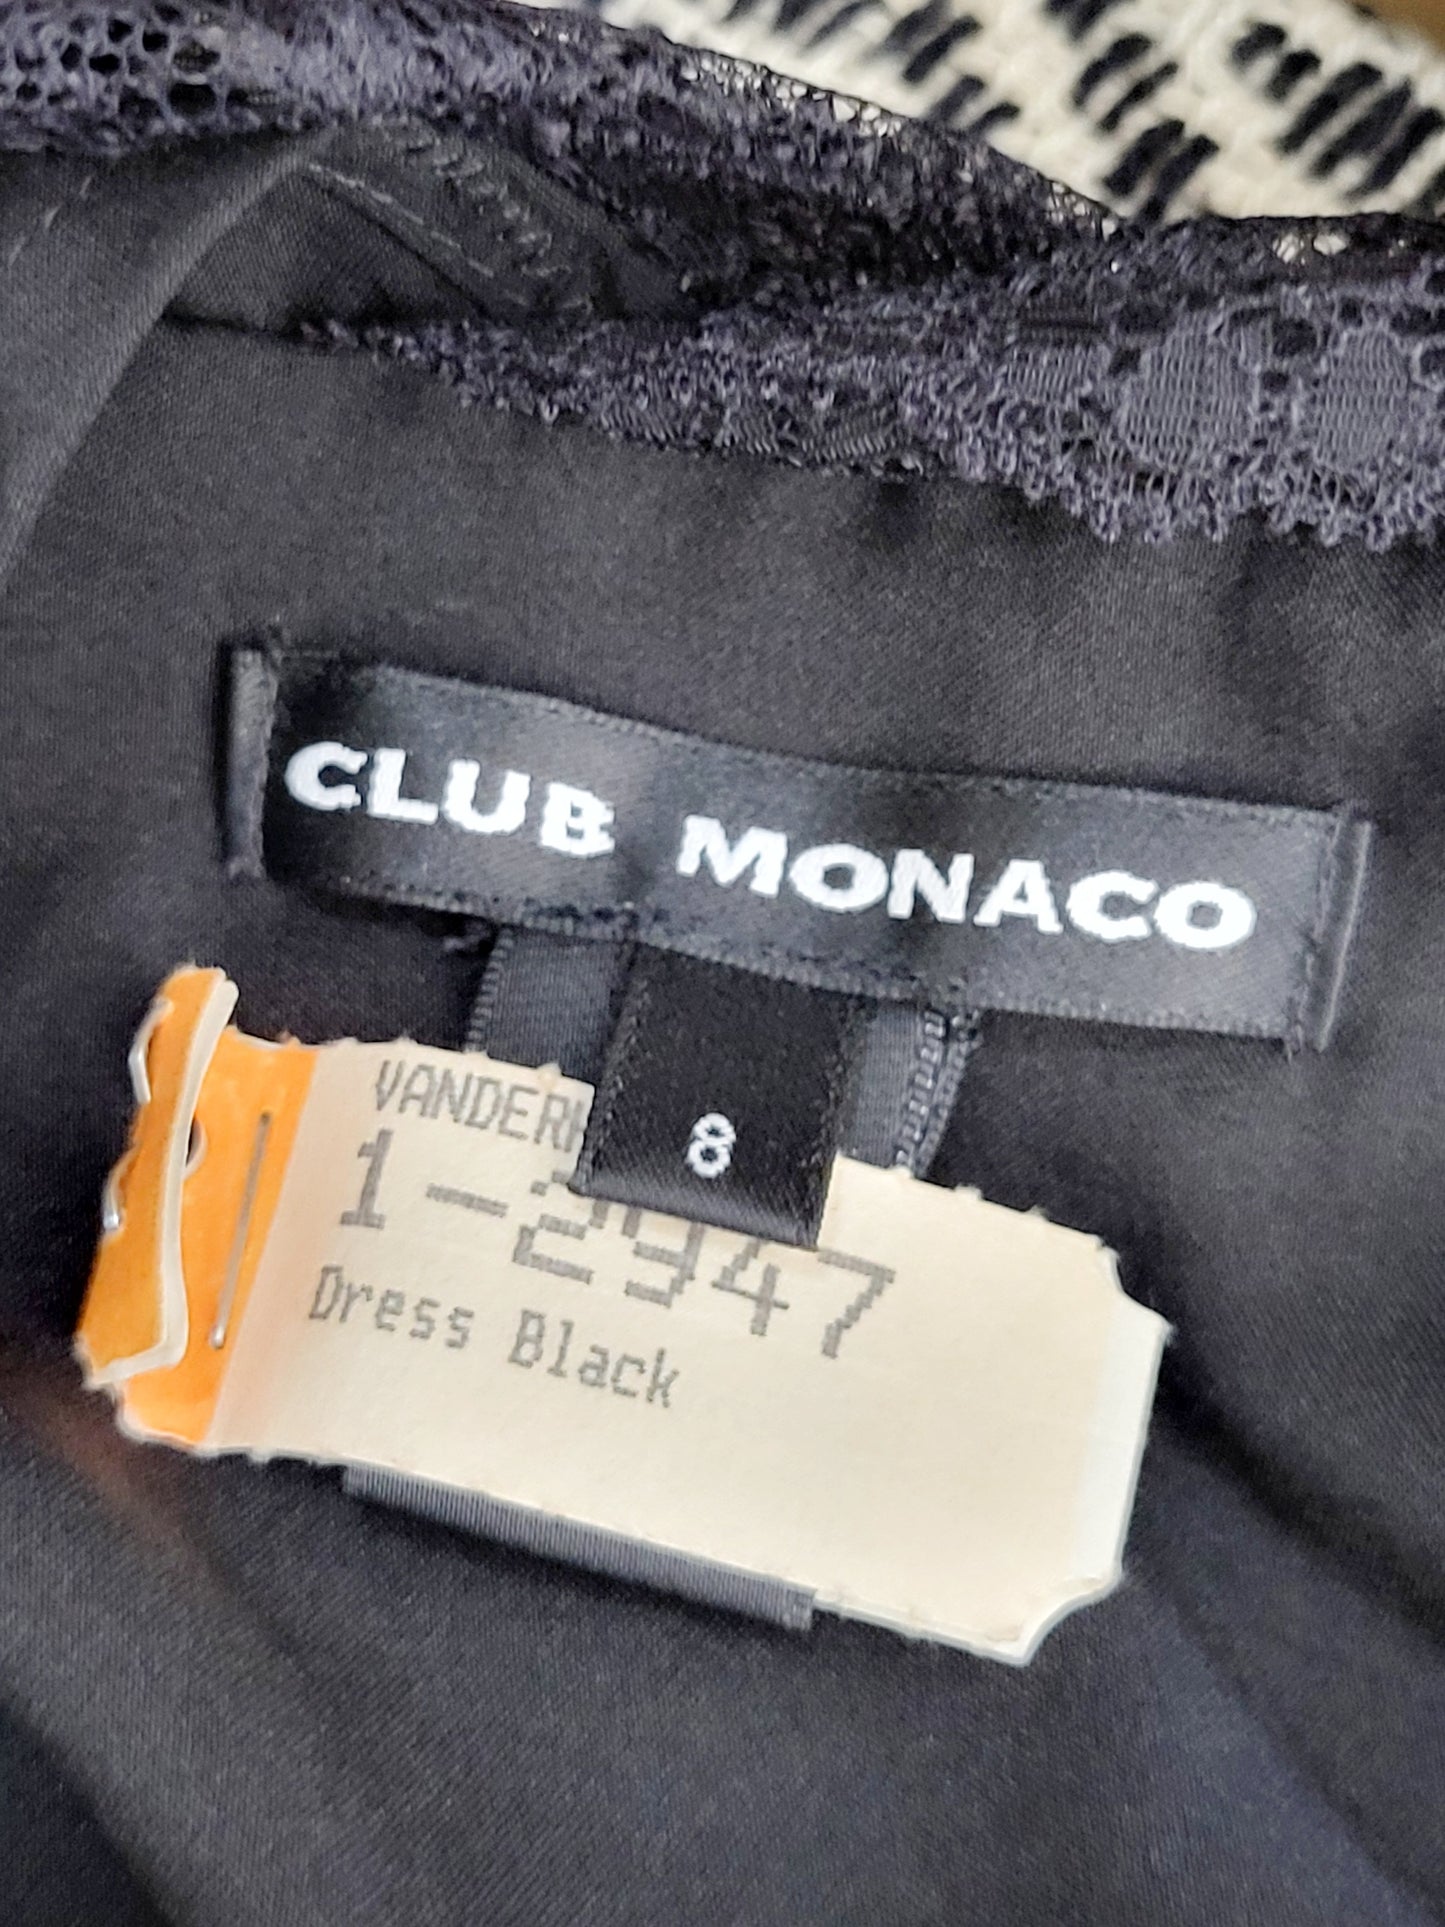 CLUB MONACO
8
1-2947
Dress Black